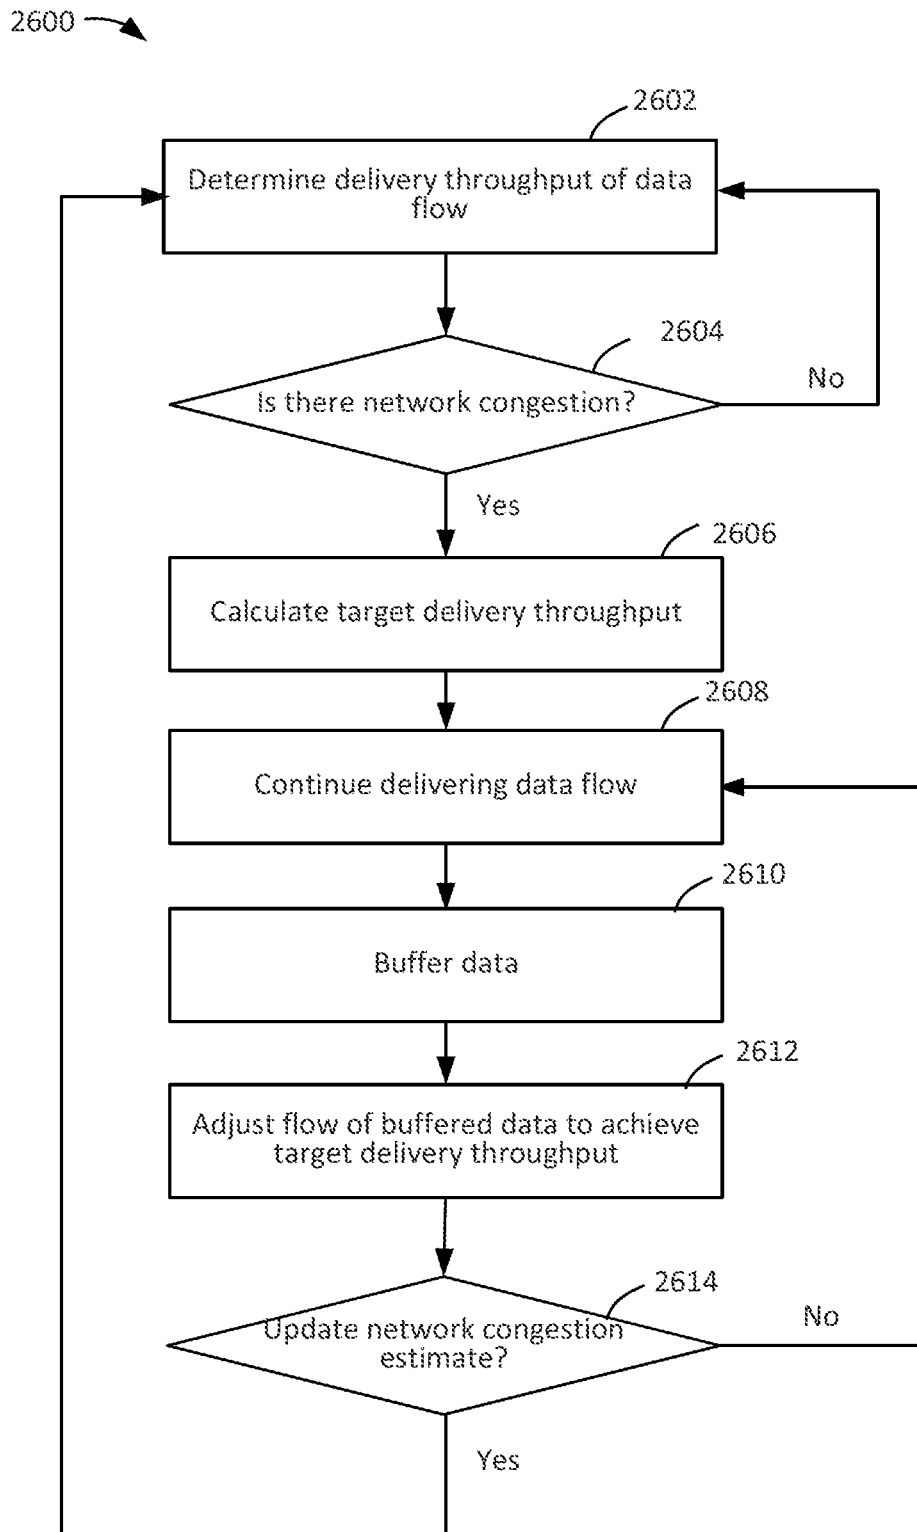 2600
2602
Determine delivery throughput of data
flow
2604
Is there network congestion?
No
Yes
2606
Calculate target delivery throughput
2608
Continue delivering data flow
2610
Buffer data
2612
Adjust flow of buffered data to achieve
target delivery throughput
2614
Update network congestion
estimate?
No
Yes